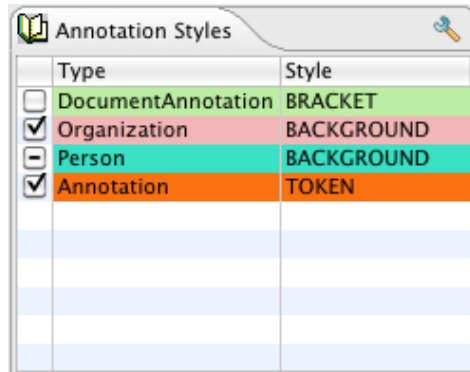 Annotation Styles
Type Style
DocumentAnnotation BRACKET
Organization BACKGROUND
Person BACKGROUND
Annotation TOKEN